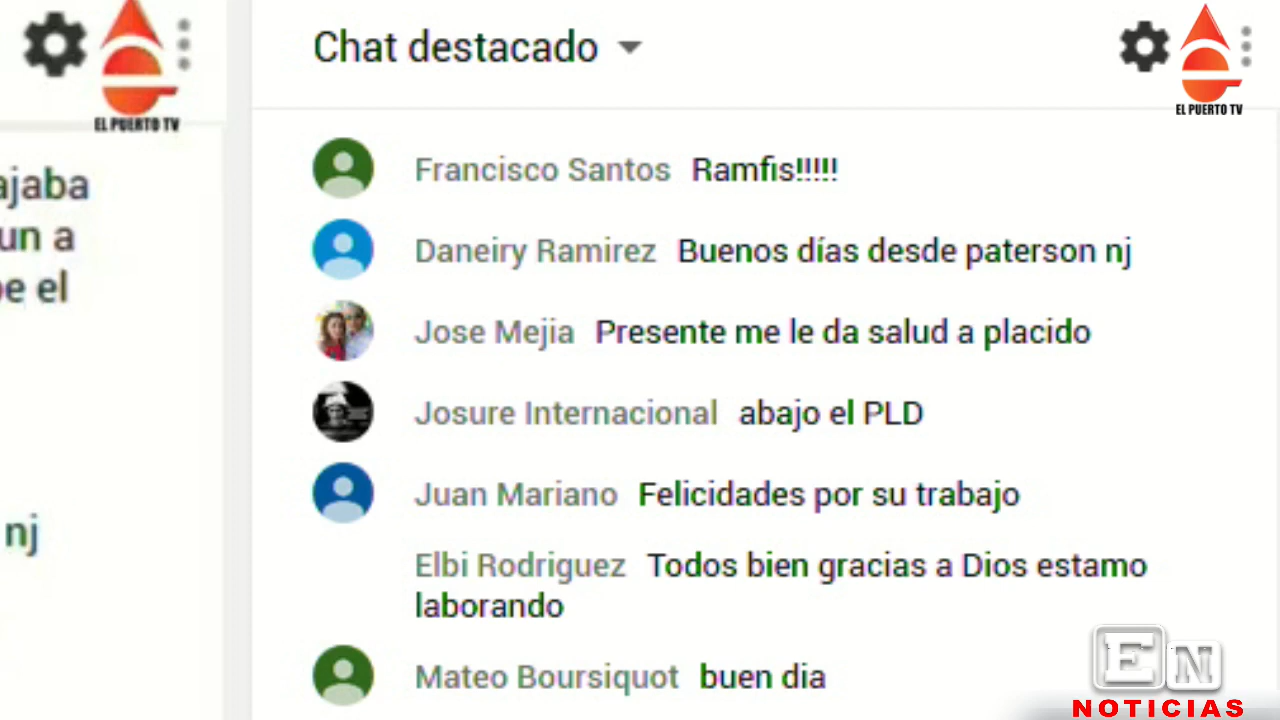 EL PUERTO TV
ajaba
un a
pe el
nj
Chat destacado
EL PUERTO TV
Francisco Santos Ramfis!!!!!
Daneiry Ramirez Buenos días desde paterson nj
Jose Mejia Presente me le da salud a placido
Josure Internacional abajo el PLD
Juan Mariano Felicidades por su trabajo
Elbi Rodriguez Todos bien gracias a Dios estamo
laborando
Mateo Boursiquot buen dia
EN
NOTICIAS